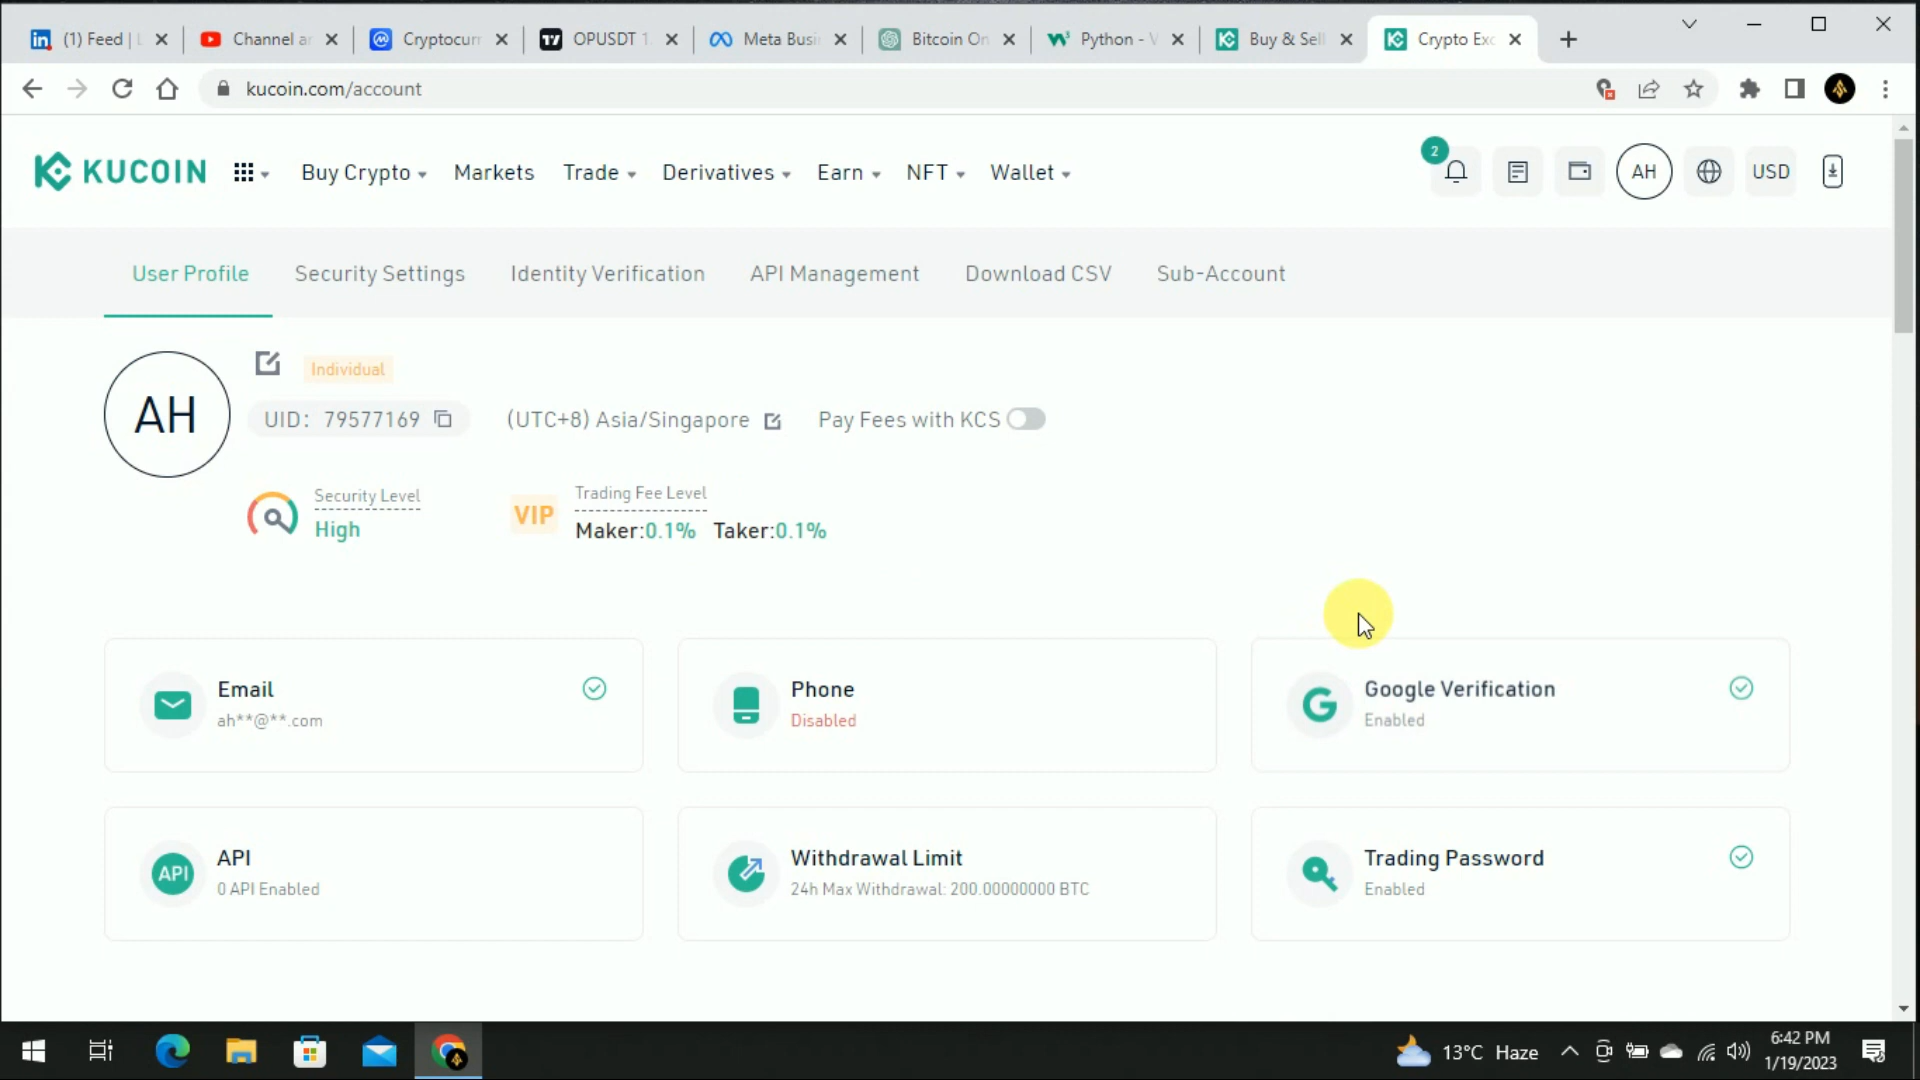 (1) Feed |
Channel a
Cryptocur
OPUSDT 1.
Meta Busi
Bitcoin On
Python -
Buy & Sell
Crypto Exc
kucoin.com/account
KUCOIN
Buy Crypto
Markets
Trade
Derivatives
Earn
NFT
Wallet
2
AH
USD
User Profile
Security Settings
Identity Verification
API Management
Download CSV
Sub-Account
AH
Individual
UID: 79577169
(UTC+8) Asia/Singapore
Pay Fees with KCS
Security Level
High
VIP
Trading Fee Level
Maker:0.1% Taker:0.1%
Email
ah**@**.com
Phone
Disabled
Google Verification
Enabled
API
API
0 API Enabled
Withdrawal Limit
24h Max Withdrawal: 200.00000000 BTC
Trading Password
Enabled
13°C Haze
6:42 PM
1/19/2023